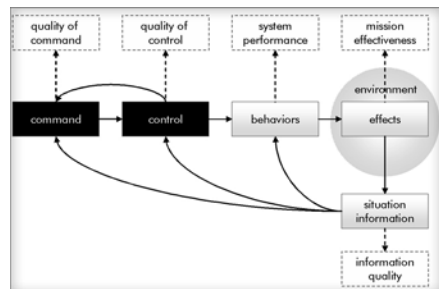 quality of
command
quality of
control
system
performance
mission
effectiveness
environment
command
control
behaviors
effects
situation
information
information
quality